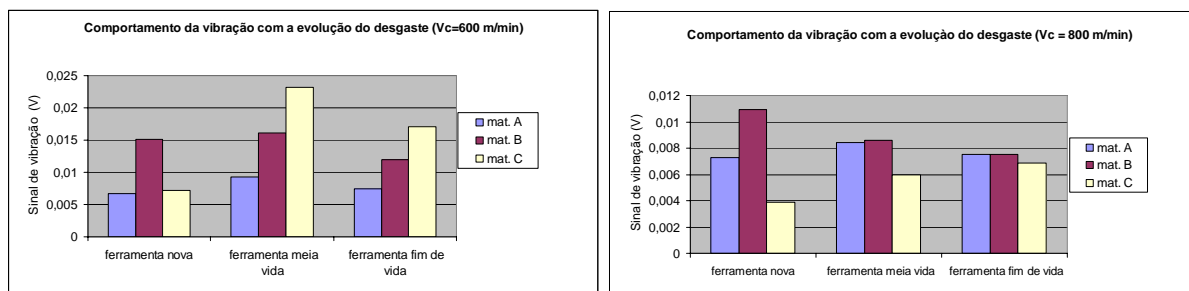 Comportamento da vibração com a evolução do desgaste (Vc=600 m/min)
0,025
0,02
0,015
0,01
0,005
0
Sinal de vibração (V)
ferramenta nova
ferramenta meia
vida
ferramenta fim de
vida
mat. A
mat. B
mat. C
Comportamento da vibração com a evoluçào do desgaste (Vc = 800 m/min)
0,012
0,01
0,008
0,006
0,004
0,002
0
Sinal de vibração (V)
ferramenta nova
ferramenta meia vida
ferramenta fim de vida
mat. A
mat. B
mat. C